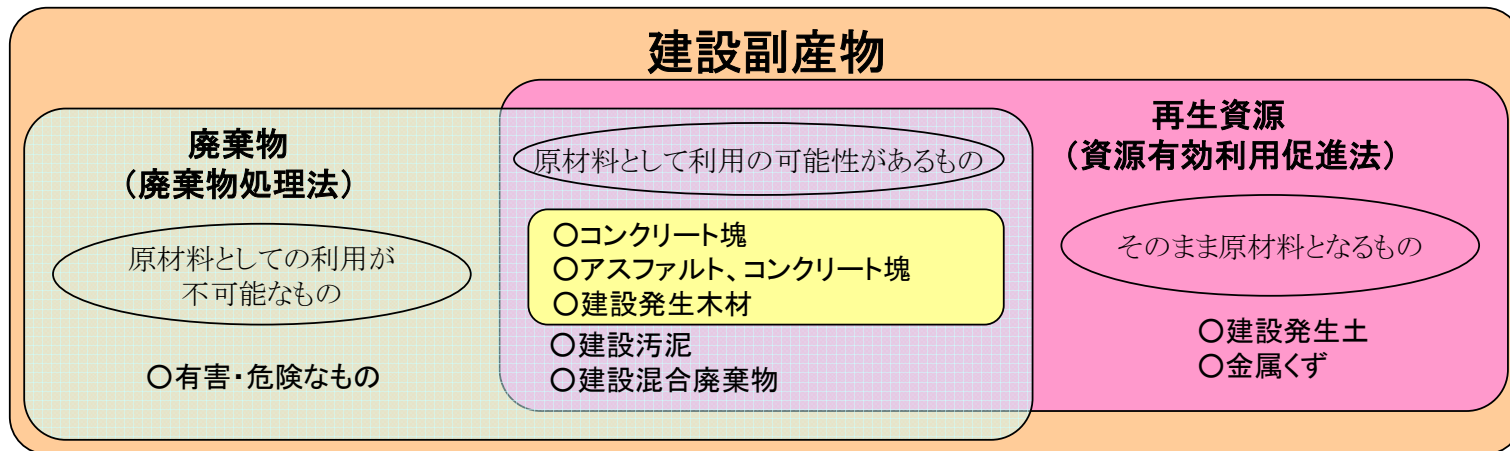 建設副産物
廃棄物
(廃棄物処理法)
原材料としての利用が
不可能なもの
○有害・危険なもの
原材料として利用の可能性があるもの
○コンクリート塊
○アスファルト、コンクリート塊
○建設発生木材
○建設汚泥
○建設混合廃棄物
再生資源
(資源有効利用促進法)
そのまま原材料となるもの
○建設発生土
○金属くず